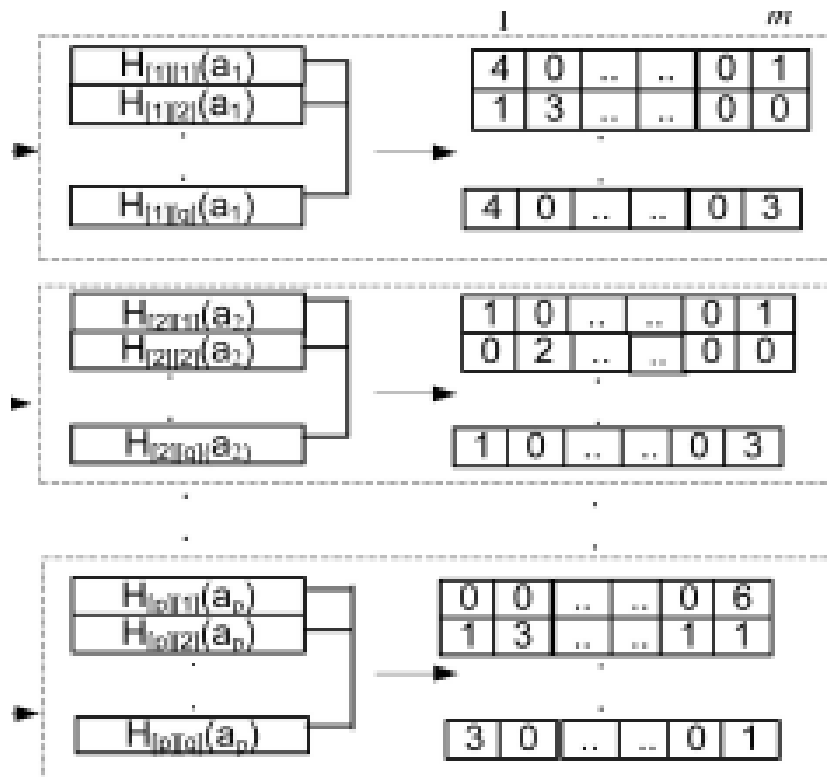 1 m
H[1][1](a1) 4 0 .. .. 0 1
H[1][2](a1) 1 3 .. .. 0 0
H[1][q](a1) 4 0 .. .. 0 3
H[2][1](a2) 1 0 .. .. 0 1
H[2][2](a2) 0 2 .. .. 0 0
H[2][q](a2) 1 0 .. .. 0 3
H[p][1](ap) 0 0 .. .. 0 6
H[p][2](ap) 1 3 .. .. 1 1
H[p][q](ap) 3 0 .. .. 0 1